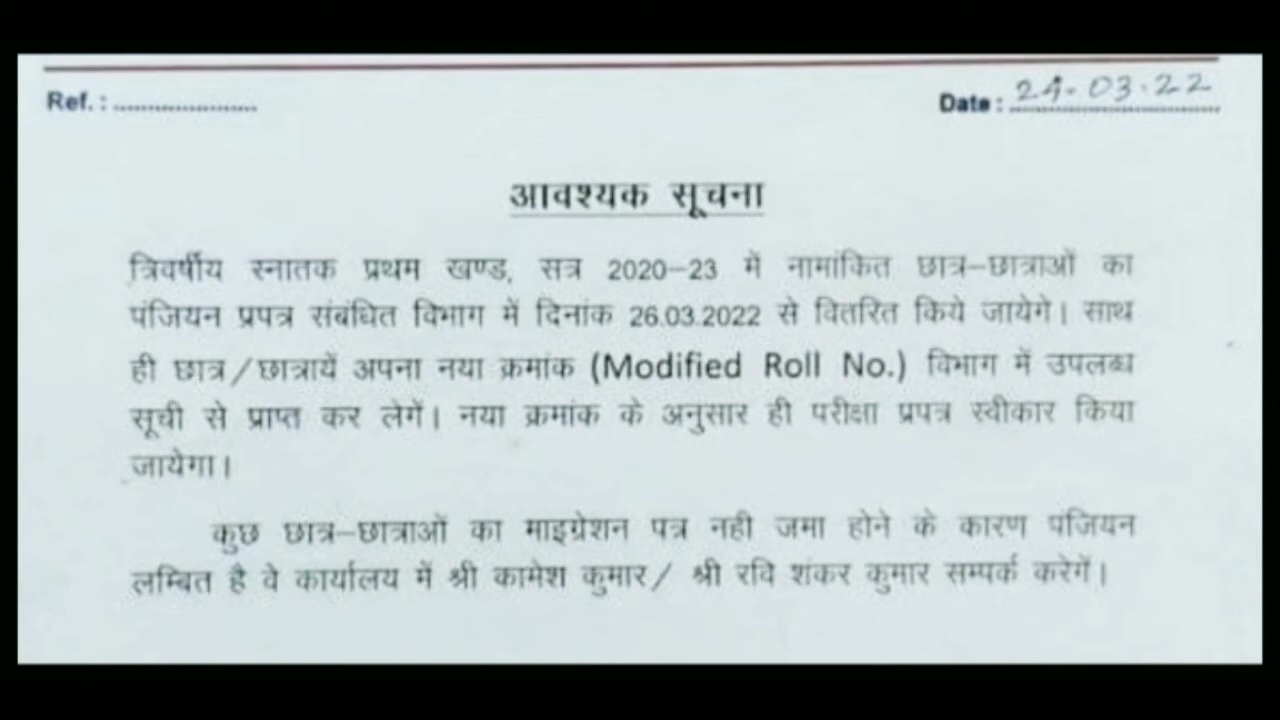 Ref. : ........................
Date : 24.03.22
आवश्यक सूचना
त्रिवर्षीय स्नातक प्रथम खण्ड, सत्र 2020–23 में नामांकित छात्र–छात्राओं का
पंजियन प्रपत्र संबंधित विभाग में दिनांक 26.03.2022 से वितरित किये जायेगे। साथ
ही छात्र/छात्रायें अपना नया क्रमांक (Modified Roll No.) विभाग में उपलब्ध
सूची से प्राप्त कर लेगें। नया क्रमांक के अनुसार ही परीक्षा प्रपत्र स्वीकार किया
जायेगा।
कुछ छात्र–छात्राओं का माइग्रेशन पत्र नही जमा होने के कारण पंजियन
लम्बित है वे कार्यालय में श्री कामेश कुमार/ श्री रवि शंकर कुमार सम्पर्क करेगें।